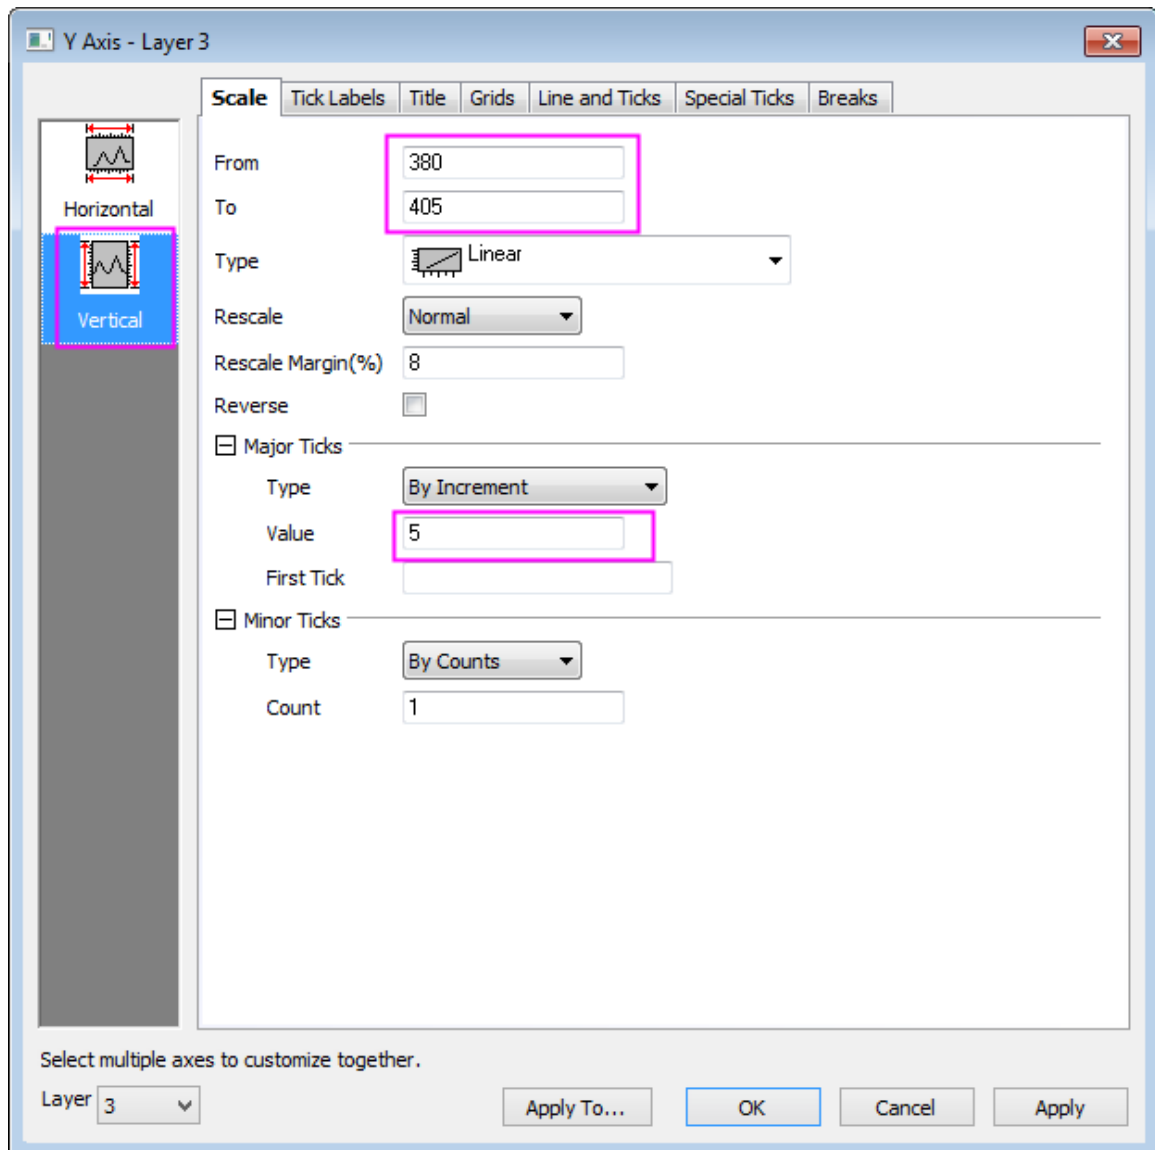 Y Axis - Layer 3
Scale Tick Labels Title Grids Line and Ticks Special Ticks Breaks
Horizontal
Vertical
From 380
To 405
Type Linear
Rescale Normal
Rescale Margin(%) 8
Reverse
Major Ticks
Type By Increment
Value 5
First Tick
Minor Ticks
Type By Counts
Count 1
Select multiple axes to customize together.
Layer 3 Apply To... OK Cancel Apply